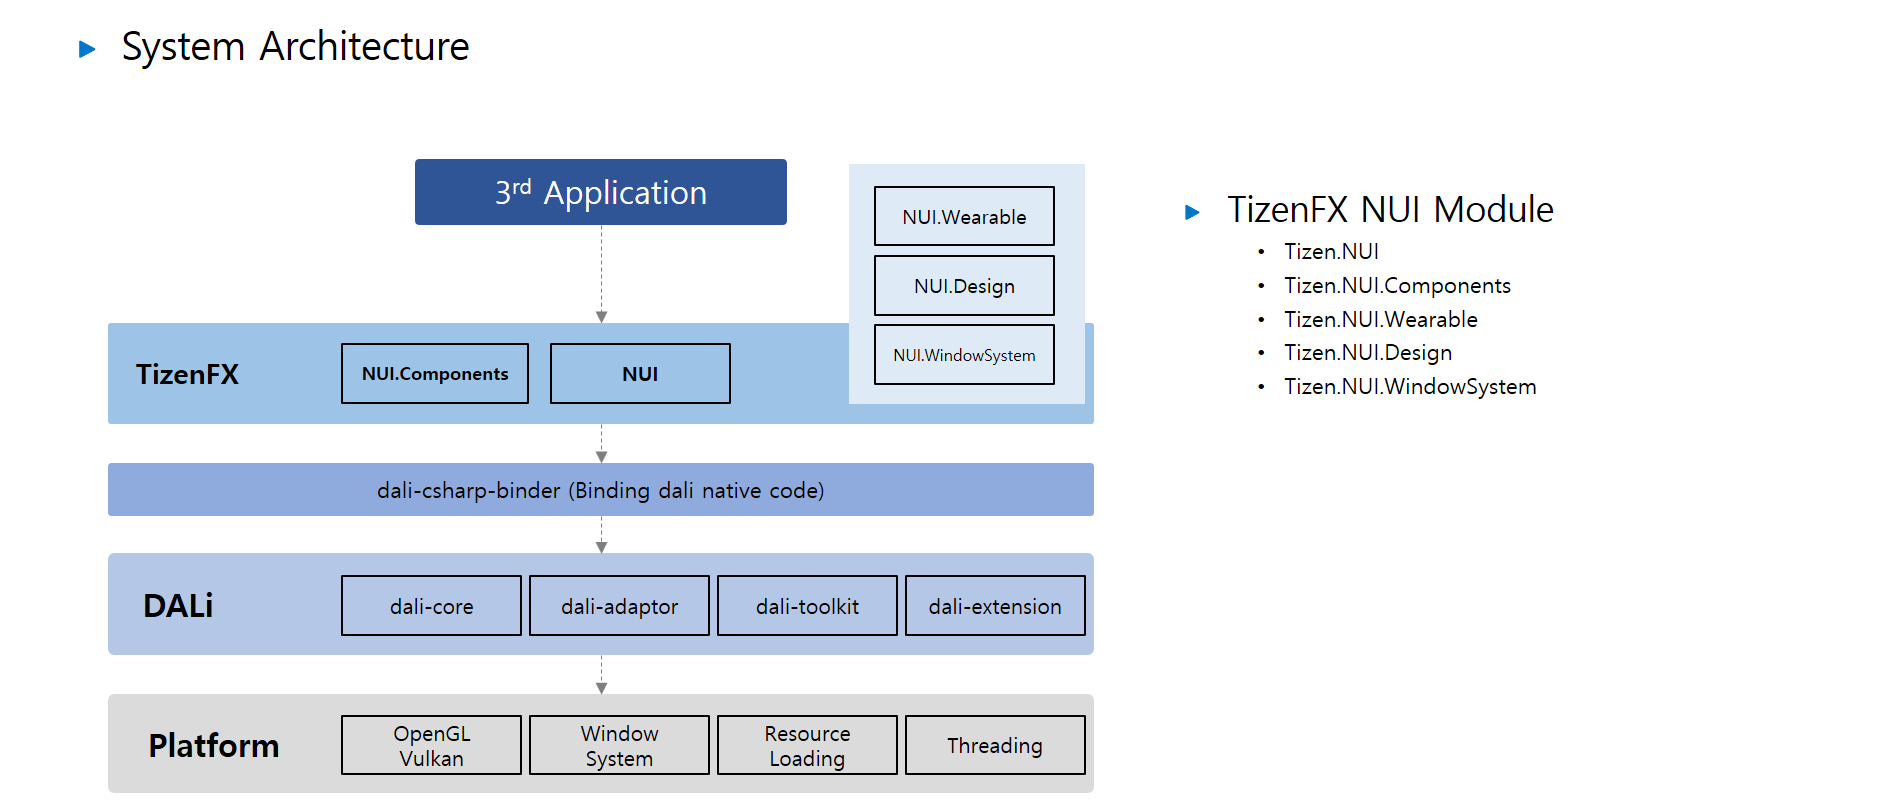 System Architecture
3rd Application
NUI.Wearable
NUI.Design
NUI.WindowSystem
TizenFX
NUI.Components
NUI
dali-csharp-binder (Binding dali native code)
DALi
dali-core
dali-adaptor
dali-toolkit
dali-extension
Platform
OpenGL
Vulkan
Window
System
Resource
Loading
Threading
TizenFX NUI Module
• Tizen.NUI
• Tizen.NUI.Components
• Tizen.NUI.Wearable
• Tizen.NUI.Design
• Tizen.NUI.WindowSystem